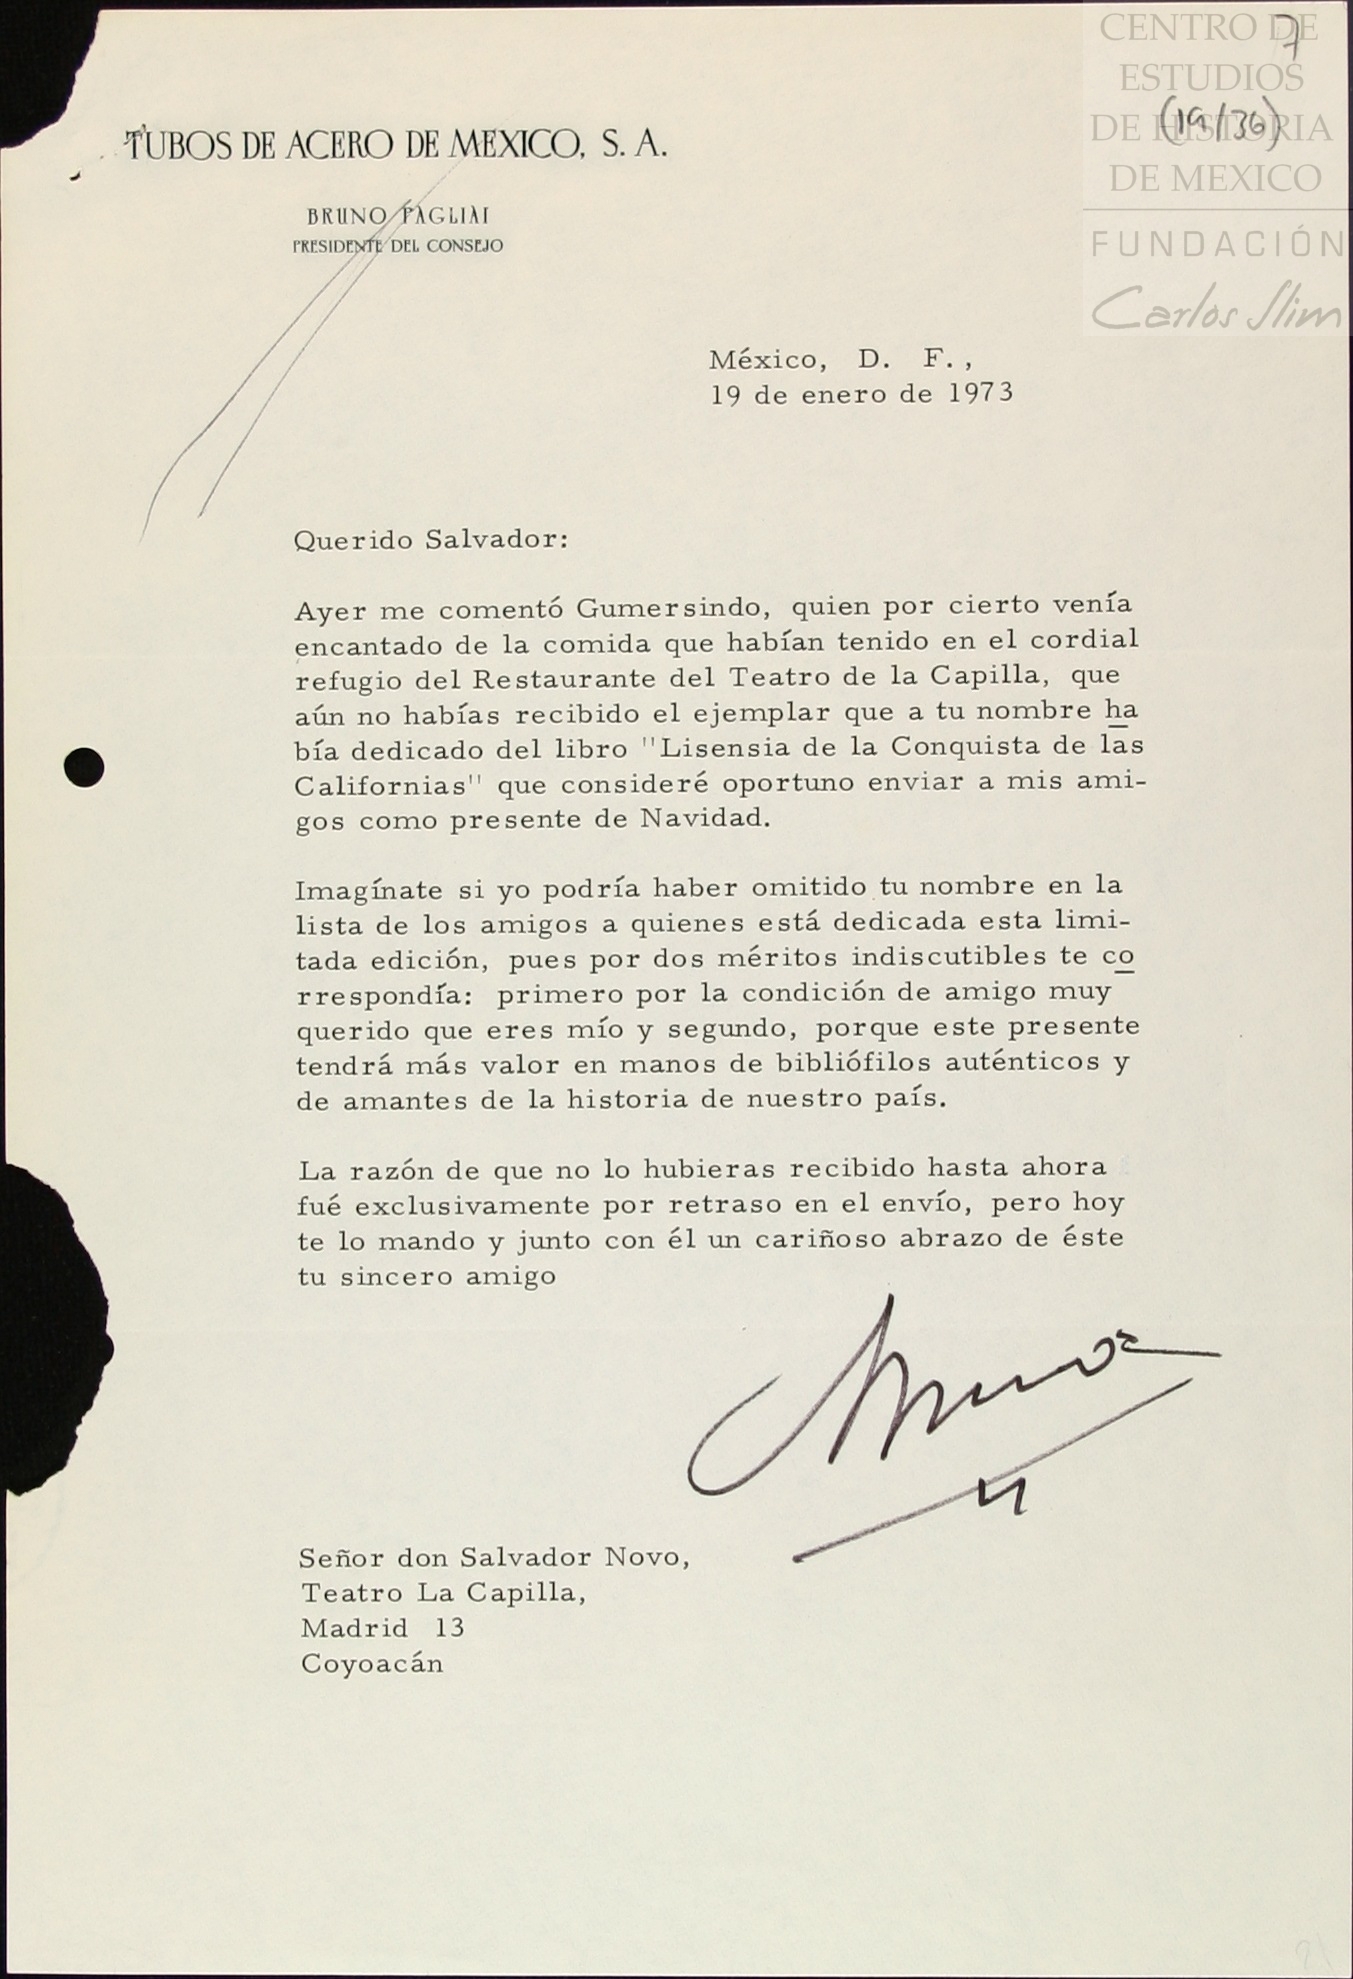 CENTRO DE
ESTUDIOS
DE HISTORIA
DE MEXICO
FUNDACIÓN
Carlos Slim
7
(19/36)
TUBOS DE ACERO DE MEXICO, S. A.
BRUNO PAGLIAI
PRESIDENTE DEL CONSEJO
México, D. F.,
19 de enero de 1973
Querido Salvador:
Ayer me comentó Gumersindo, quien por cierto venía
encantado de la comida que habían tenido en el cordial
refugio del Restaurante del Teatro de la Capilla, que
aún no habías recibido el ejemplar que a tu nombre ha
bía dedicado del libro "Lisensia de la Conquista de las
Californias" que consideré oportuno enviar a mis ami-
gos como presente de Navidad.
Imagínate si yo podría haber omitido tu nombre en la
lista de los amigos a quienes está dedicada esta limi-
tada edición, pues por dos méritos indiscutibles te co
rrespondía: primero por la condición de amigo muy
querido que eres mío y segundo, porque este presente
tendrá más valor en manos de bibliófilos auténticos y
de amantes de la historia de nuestro país.
La razón de que no lo hubieras recibido hasta ahora
fué exclusivamente por retraso en el envío, pero hoy
te lo mando y junto con él un cariñoso abrazo de éste
tu sincero amigo
Bruno
Señor don Salvador Novo,
Teatro La Capilla,
Madrid 13
Coyoacán